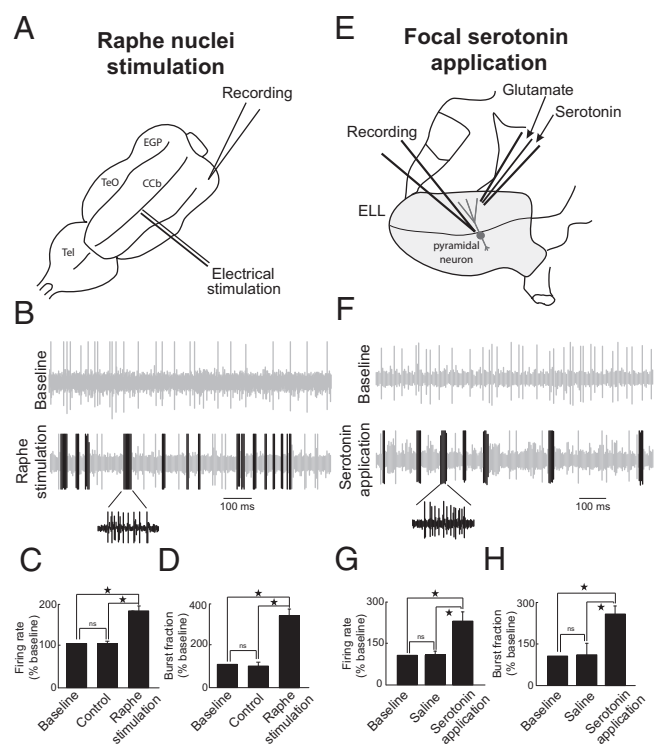 A
Raphe nuclei
stimulation
Recording
EGP
TeO
CCb
Tel
Electrical
stimulation
B
Baseline
Raphe
stimulation
100 ms
C
Firing rate
(% baseline)
200
100
0
ns
★
★
Baseline
Control
Raphe
stimulation
D
Burst fraction
(% baseline)
400
200
0
ns
★
★
Baseline
Control
Raphe
stimulation
E
Focal serotonin
application
Glutamate
Serotonin
Recording
ELL
pyramidal
neuron
F
Baseline
Serotonin
application
100 ms
G
Firing rate
(% baseline)
300
150
0
ns
★
★
Baseline
Saline
Serotonin
application
H
Burst fraction
(% baseline)
300
150
0
ns
★
★
Baseline
Saline
Serotonin
application